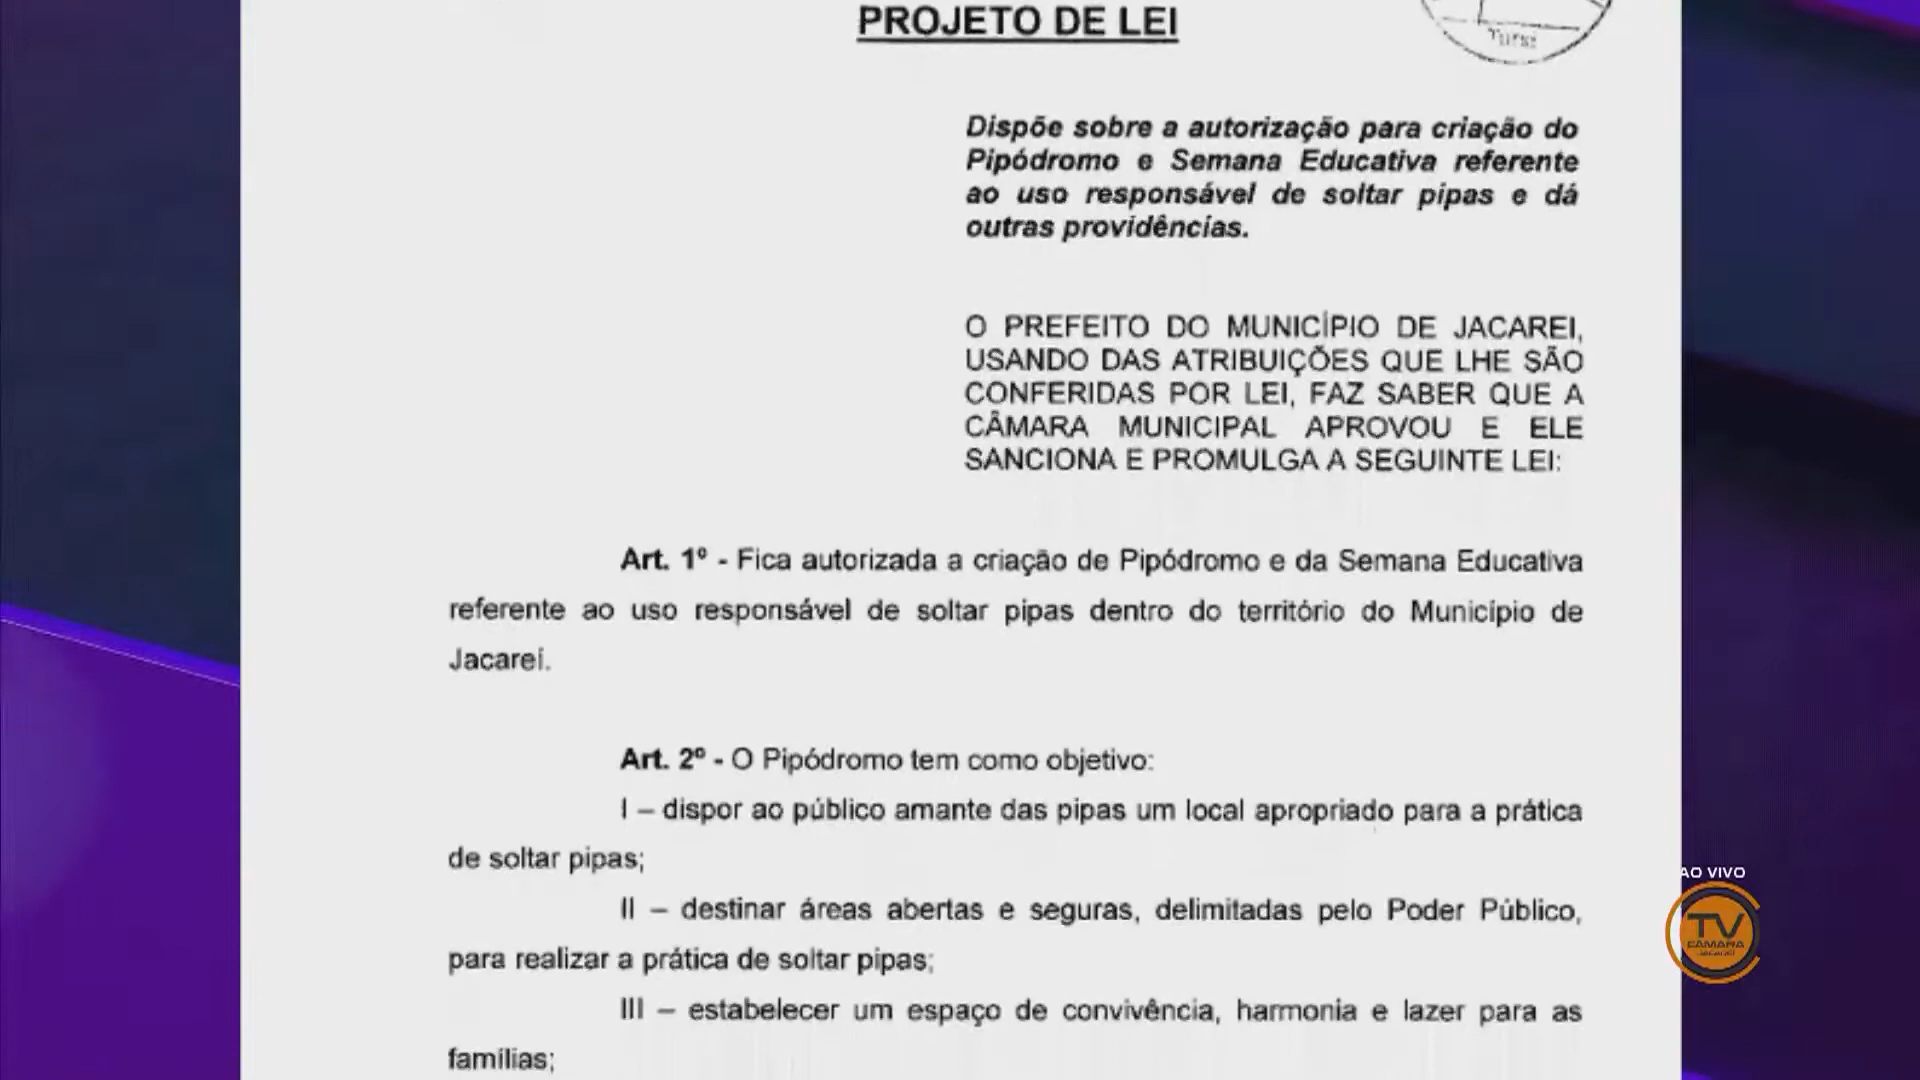 PROJETO DE LEI
Dispõe sobre a autorização para criação do
Pipódromo e Semana Educativa referente
ao uso responsável de soltar pipas e dá
outras providências.
O PREFEITO DO MUNICÍPIO DE JACAREI,
USANDO DAS ATRIBUIÇÕES QUE LHE SÃO
CONFERIDAS POR LEI, FAZ SABER QUE A
CÂMARA MUNICIPAL APROVOU E ELE
SANCIONA E PROMULGA A SEGUINTE LEI:
Art. 1º - Fica autorizada a criação de Pipódromo e da Semana Educativa
referente ao uso responsável de soltar pipas dentro do território do Município de
Jacareí.
Art. 2º - O Pipódromo tem como objetivo:
I – dispor ao público amante das pipas um local apropriado para a prática
de soltar pipas;
II – destinar áreas abertas e seguras, delimitadas pelo Poder Público,
para realizar a prática de soltar pipas;
III – estabelecer um espaço de convivência, harmonia e lazer para as
famílias;
AO VIVO
TV
CÂMARA
JACAREÍ